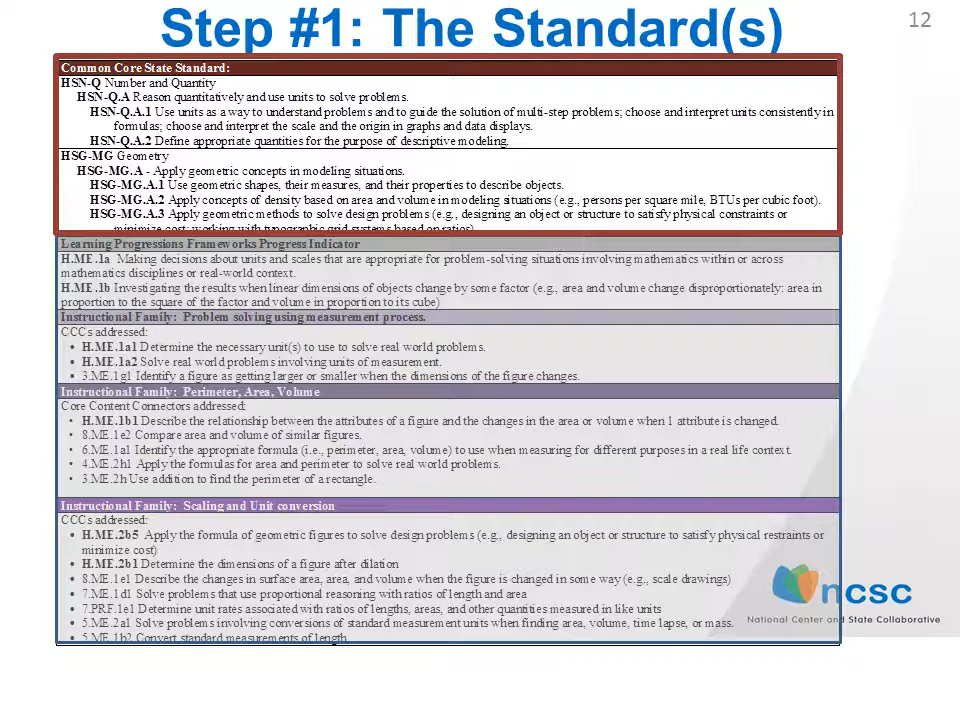 Step #1: The Standard(s)
12
Common Core State Standard:
HSN-Q Number and Quantity
HSN-Q.A Reason quantitatively and use units to solve problems.
HSN-Q.A.1 Use units as a way to understand problems and to guide the solution of multi-step problems; choose and interpret units consistently in
formulas; choose and interpret the scale and the origin in graphs and data displays.
HSN-Q.A.2 Define appropriate quantities for the purpose of descriptive modeling.
HSG-MG Geometry
HSG-MG.A - Apply geometric concepts in modeling situations.
HSG-MG.A.1 Use geometric shapes, their measures, and their properties to describe objects.
HSG-MG.A.2 Apply concepts of density based on area and volume in modeling situations (e.g., persons per square mile, BTUs per cubic foot).
HSG-MG.A.3 Apply geometric methods to solve design problems (e.g., designing an object or structure to satisfy physical constraints or
minimize cost; working with typographic grid systems based on ratios)
Learning Progressions Frameworks Progress Indicator
H.ME.1a Making decisions about units and scales that are appropriate for problem-solving situations involving mathematics within or across
mathematics disciplines or real-world context.
H.ME.1b Investigating the results when linear dimensions of objects change by some factor (e.g., area and volume change disproportionately: area in
proportion to the square of the factor and volume in proportion to its cube)
Instructional Family: Problem solving using measurement process.
CCCs addressed:
• H.ME.1a1 Determine the necessary unit(s) to use to solve real world problems.
• H.ME.1a2 Solve real world problems involving units of measurement.
• 3.ME.1g1 Identify a figure as getting larger or smaller when the dimensions of the figure changes.
Instructional Family: Perimeter, Area, Volume
Core Content Connectors addressed:
• H.ME.1b1 Describe the relationship between the attributes of a figure and the changes in the area or volume when 1 attribute is changed.
• 8.ME.1e2 Compare area and volume of similar figures.
• 6.ME.1a1 Identify the appropriate formula (i.e., perimeter, area, volume) to use when measuring for different purposes in a real life context.
• 4.ME.2h1 Apply the formulas for area and perimeter to solve real world problems.
• 3.ME.2h Use addition to find the perimeter of a rectangle.
Instructional Family: Scaling and Unit conversion
CCCs addressed:
• H.ME.2b5 Apply the formula of geometric figures to solve design problems (e.g., designing an object or structure to satisfy physical restraints or
minimize cost)
• H.ME.2b1 Determine the dimensions of a figure after dilation
• 8.ME.1e1 Describe the changes in surface area, area, and volume when the figure is changed in some way (e.g., scale drawings)
• 7.ME.1d1 Solve problems that use proportional reasoning with ratios of length and area
• 7.PRF.1e1 Determine unit rates associated with ratios of lengths, areas, and other quantities measured in like units
• 5.ME.2a1 Solve problems involving conversions of standard measurement units when finding area, volume, time lapse, or mass.
• 5.ME.1b2 Convert standard measurements of length
ncsc
National Center and State Collaborative